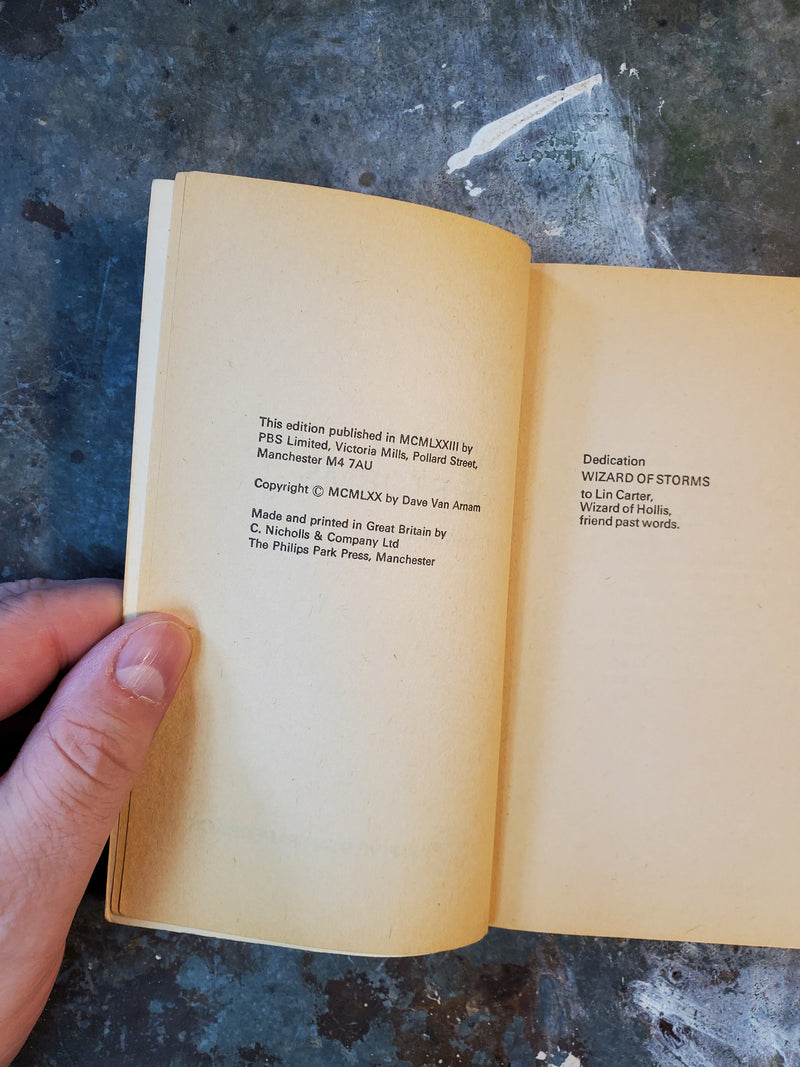 This edition published in MCMLXXIII by
PBS Limited, Victoria Mills, Pollard Street,
Manchester M4 7AU
Copyright © MCMLXX by Dave Van Arnam
Made and printed in Great Britain by
C. Nicholls & Company Ltd
The Philips Park Press, Manchester
Dedication
WIZARD OF STORMS
to Lin Carter,
Wizard of Hollis,
friend past words.